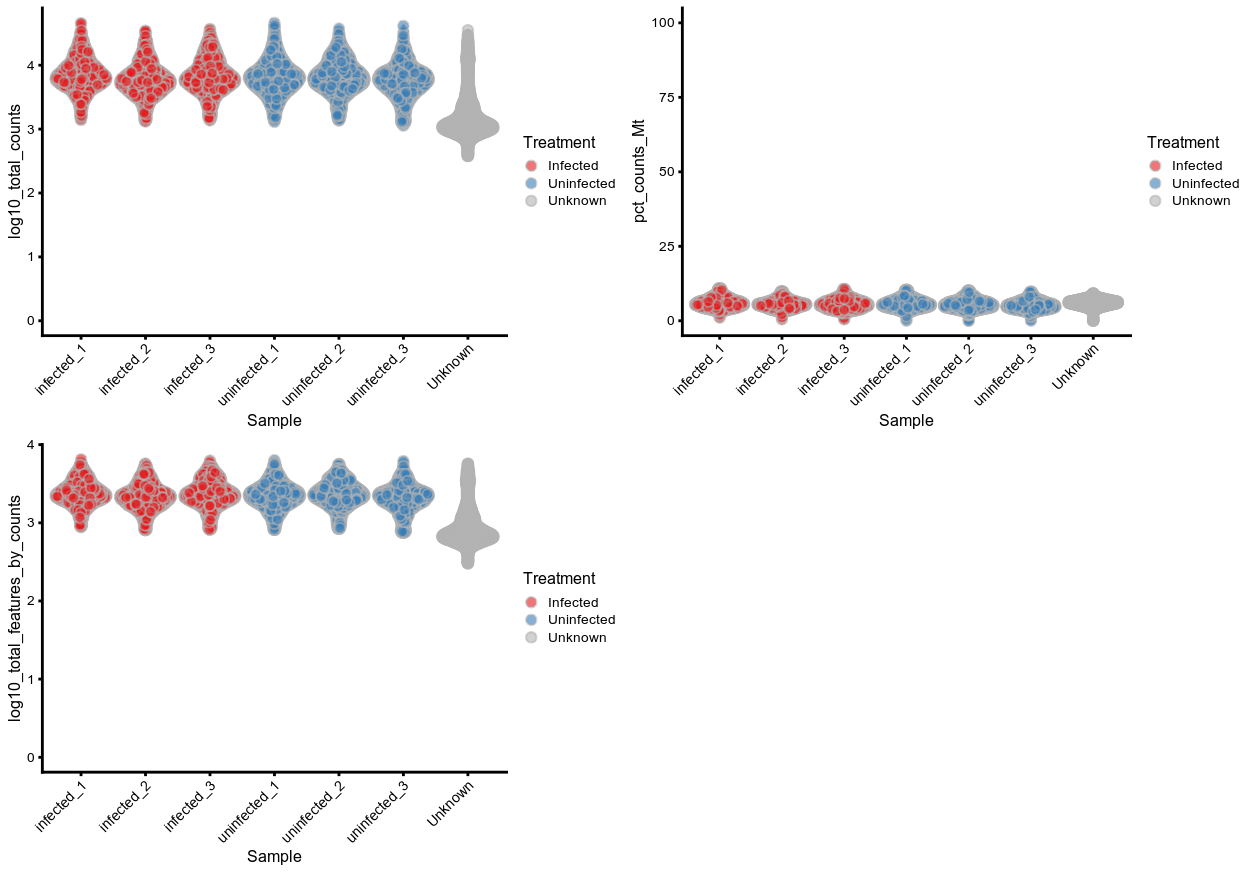 log10_total_counts
4
3
2
1
0
infected_1
infected_2
infected_3
uninfected_1
uninfected_2
uninfected_3
Unknown
Sample
Treatment
Infected
Uninfected
Unknown
pct_counts_Mt
100
75
50
25
0
infected_1
infected_2
infected_3
uninfected_1
uninfected_2
uninfected_3
Unknown
Sample
Treatment
Infected
Uninfected
Unknown
log10_total_features_by_counts
4
3
2
1
0
infected_1
infected_2
infected_3
uninfected_1
uninfected_2
uninfected_3
Unknown
Sample
Treatment
Infected
Uninfected
Unknown